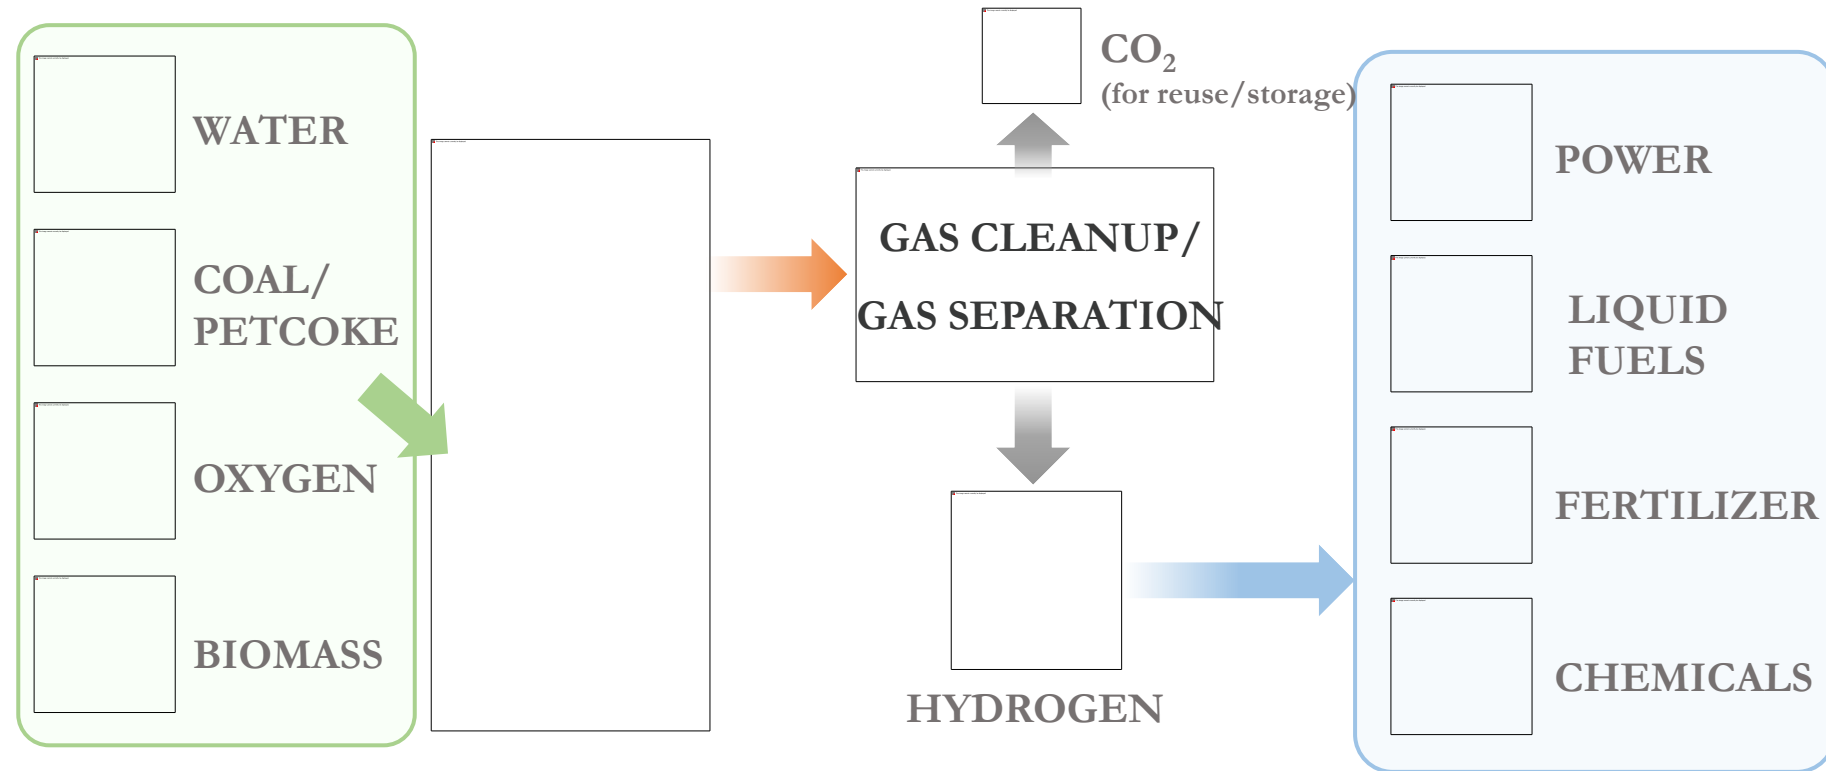 WATER
COAL/
PETCOKE
OXYGEN
BIOMASS
CO₂
(for reuse/storage)
GAS CLEANUP/
GAS SEPARATION
HYDROGEN
POWER
LIQUID
FUELS
FERTILIZER
CHEMICALS